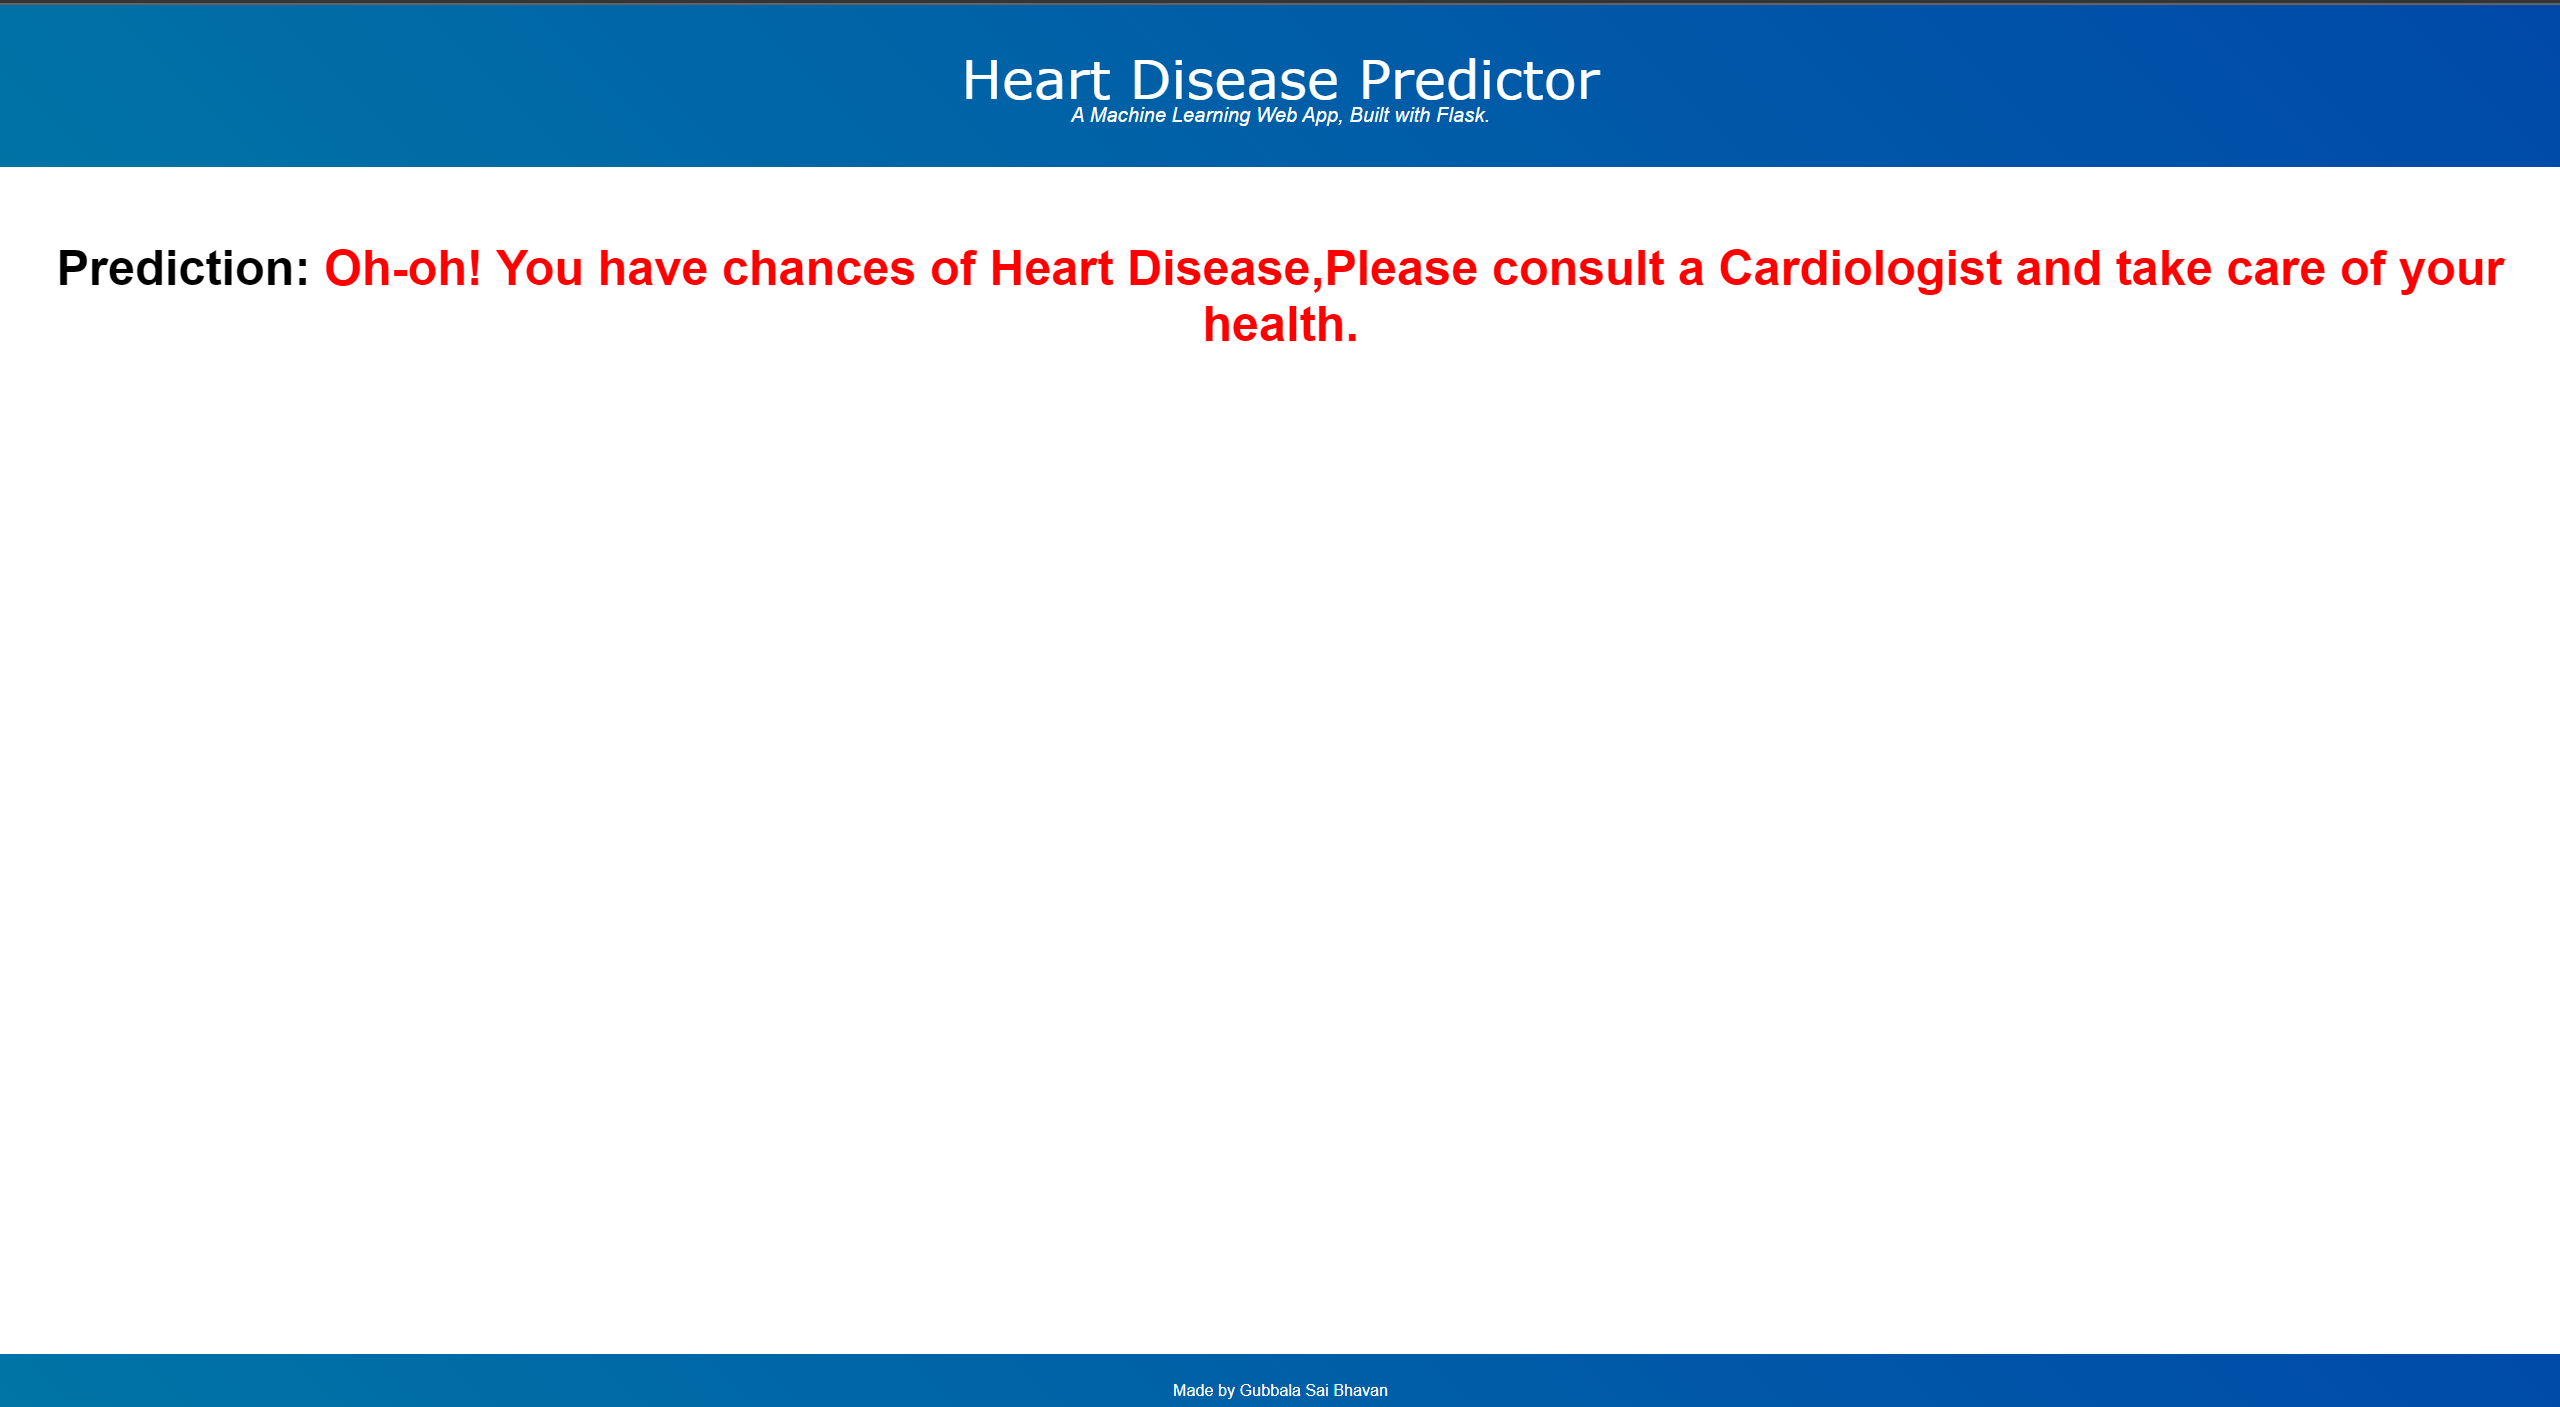 Heart Disease Predictor
A Machine Learning Web App, Built with Flask.
Prediction: Oh-oh! You have chances of Heart Disease,Please consult a Cardiologist and take care of your
health.
Made by Gubbala Sai Bhavan